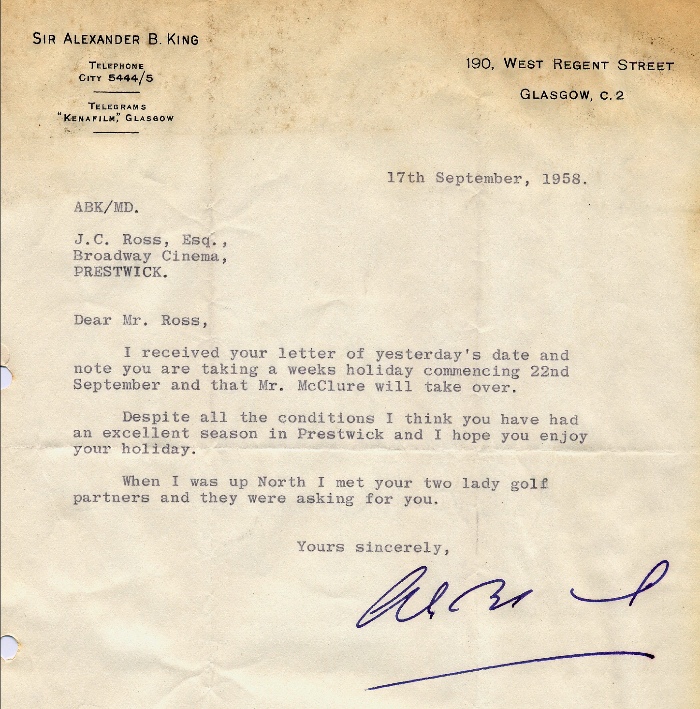 SIR ALEXANDER B. KING
TELEPHONE
CITY 5444/5
TELEGRAMS
"KENAFILM," GLASGOW
190, WEST REGENT STREET
GLASGOW, C.2
17th September, 1958.
ABK/MD.
J.C. Ross, Esq.,
Broadway Cinema,
PRESTWICK.
Dear Mr. Ross,
I received your letter of yesterday's date and
note you are taking a weeks holiday commencing 22nd
September and that Mr. McClure will take over.
Despite all the conditions I think you have had
an excellent season in Prestwick and I hope you enjoy
your holiday.
When I was up North I met your two lady golf
partners and they were asking for you.
Yours sincerely,